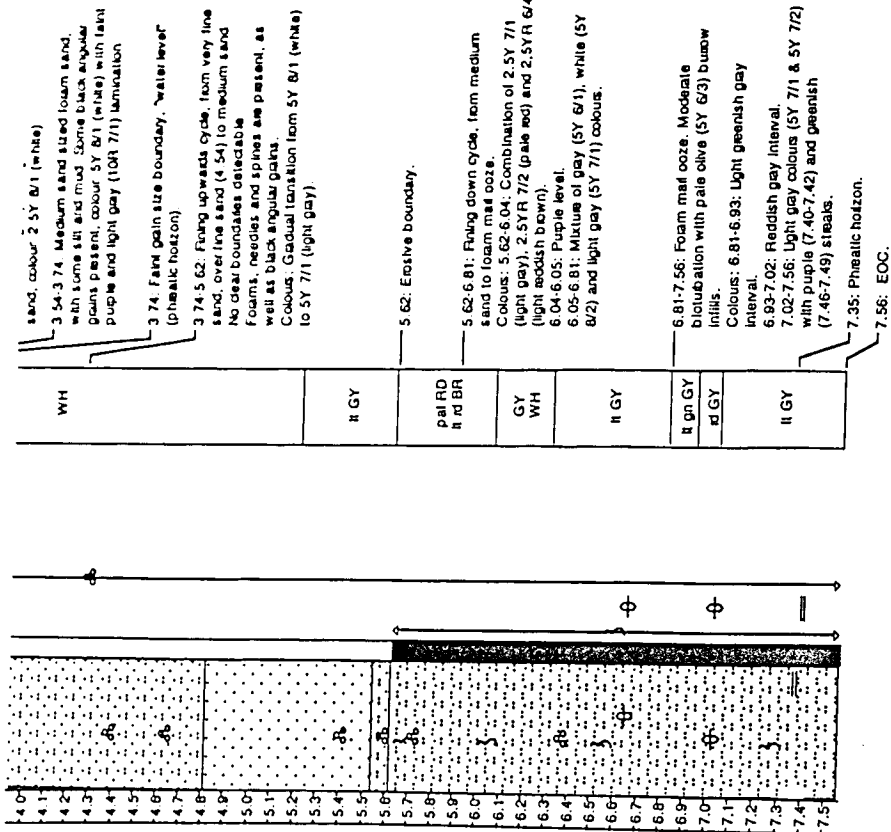 sand, colour 2 5Y 8/1 (white)
3 54-3 74: Medium sand sized foram sand,
with some silt and mud. Some black angular
grains present, colour 5Y 8/1 (white) with faint
purple and light gray (10R 7/1) lamination
3 74: Faint grain size boundary, "water level"
(phreatic horizon)
3 74-5 62: Fining upwards cycle, from very fine
sand, over fine sand (4 54) to medium sand
No clear boundaries detectable
Forams, needles and spines are present, as
well as black angular grains.
Colours: Gradual transition from 5Y 8/1 (white)
to 5Y 7/1 (light gray).
5.62: Erosive boundary.
5.62-6.81: Fining down cycle, from medium
sand to foram marl ooze.
Colours: 5.62-6.04: Combination of 2.5Y 7/1
(light gray), 2.5YR 7/2 (pale red) and 2.5YR 6/4
(light reddish brown).
6.04-6.05: Purple level.
6.05-6.81: Mixture of gray (5Y 6/1), white (5Y
8/2) and light gray (5Y 7/1) colours.
6.81-7.56: Foram marl ooze. Moderate
bioturbation with pale olive (5Y 6/3) burrow
infills.
Colours: 6.81-6.93: Light greenish gray
interval.
6.93-7.02: Reddish gray interval.
7.02-7.56: Light gray colours (5Y 7/1 & 5Y 7/2)
with purple (7.40-7.42) and greenish
(7.46-7.49) streaks.
7.35: Phreatic horizon.
7.56: EOC.
WH
lt GY
pal RD
lt rd BR
GY
WH
lt GY
lt gn GY
rd GY
lt GY
4.0
4.1
4.2
4.3
4.4
4.5
4.6
4.7
4.8
4.9
5.0
5.1
5.2
5.3
5.4
5.5
5.6
5.7
5.8
5.9
6.0
6.1
6.2
6.3
6.4
6.5
6.6
6.7
6.8
6.9
7.0
7.1
7.2
7.3
7.4
7.5